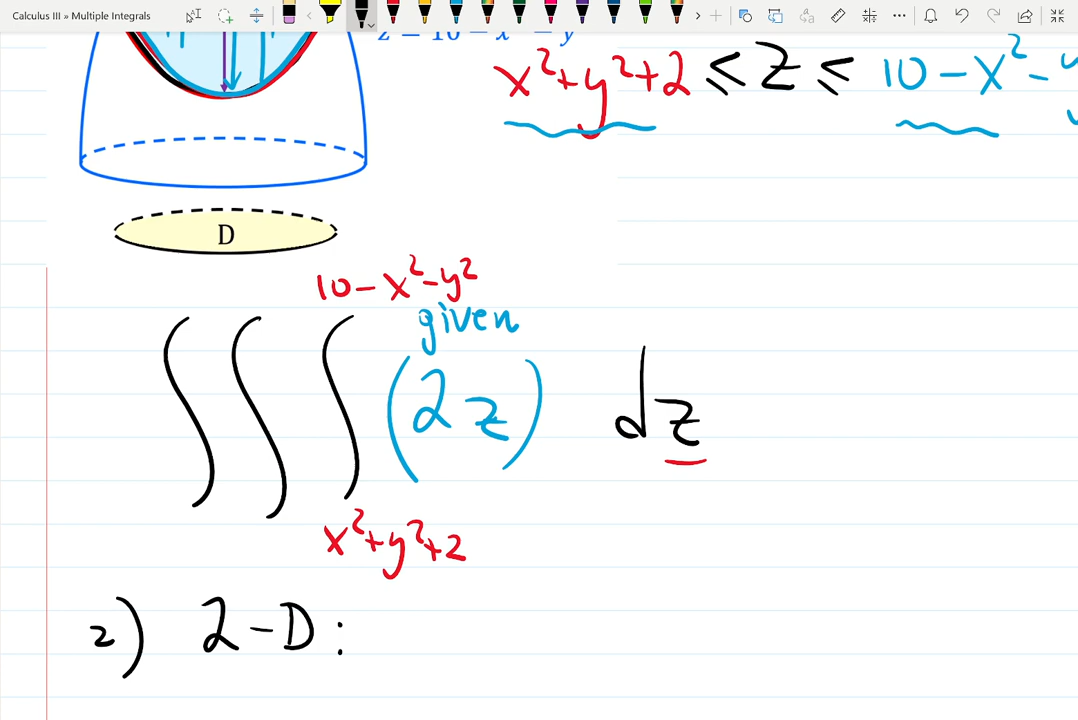 Calculus III » Multiple Integrals
x²+y²+2 ≤ z ≤ 10-x²-
D
10-x²-y²
given
∫∫∫ (2z) dz
x²+y²+2
2) 2-D: